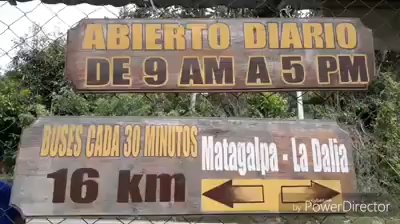 ABIERTO DIARIO
DE 9 AM A 5 PM
BUSES CADA 30 MINUTOS
16 km
Matagalpa - La Dalia
by PowerDirector